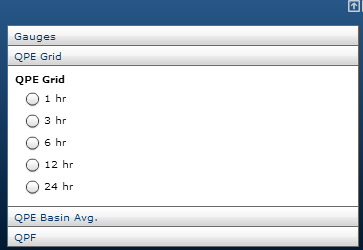 Gauges
QPE Grid
QPE Grid
1 hr
3 hr
6 hr
12 hr
24 hr
QPE Basin Avg.
QPF